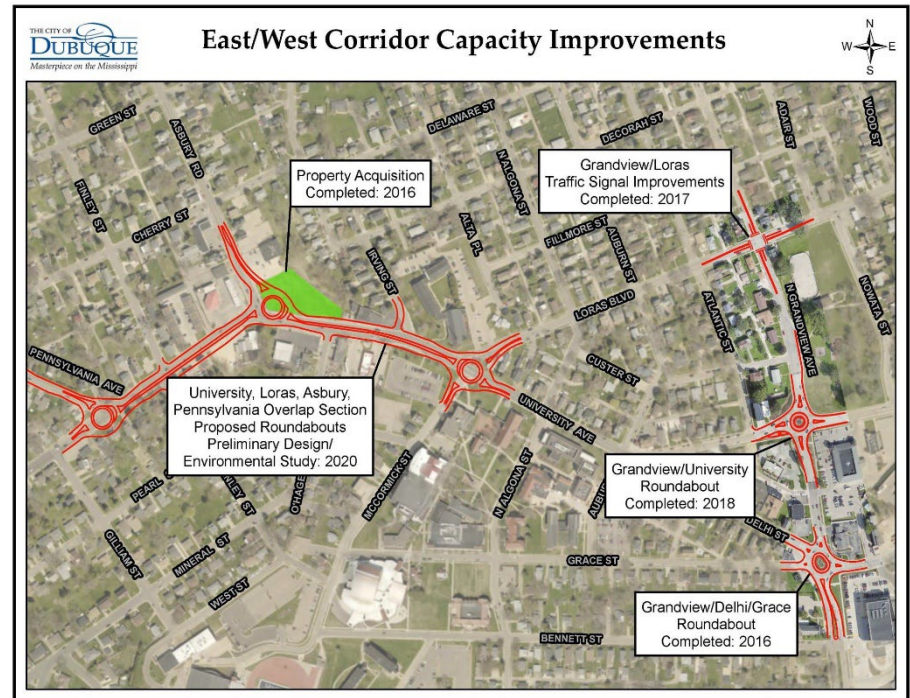 THE CITY OF
DUBUQUE
Masterpiece on the Mississippi
East/West Corridor Capacity Improvements
N
W
E
S
GREEN ST
ASBURY RD
DELAWARE ST
DECORAH ST
ADAIR ST
WOOD ST
FINLEY ST
CHERRY ST
Property Acquisition
Completed: 2016
N ALGONA ST
Grandview/Loras
Traffic Signal Improvements
Completed: 2017
ALTA PL
FILLMORE ST
AUBURN ST
IRVING ST
LORAS BLVD
ATLANTIC ST
N GRANDVIEW AVE
NOWATA ST
PENNSYLVANIA AVE
University, Loras, Asbury,
Pennsylvania Overlap Section
Proposed Roundabouts
Preliminary Design/
Environmental Study: 2020
CUSTER ST
UNIVERSITY AVE
Grandview/University
Roundabout
Completed: 2018
PEARL
NLEY ST
O'HAGE
MCCORMICK ST
N ALGONA ST
AUBU
DELHI ST
GILLIAM ST
MINERAL ST
GRACE ST
WEST ST
Grandview/Delhi/Grace
Roundabout
Completed: 2016
BENNETT ST